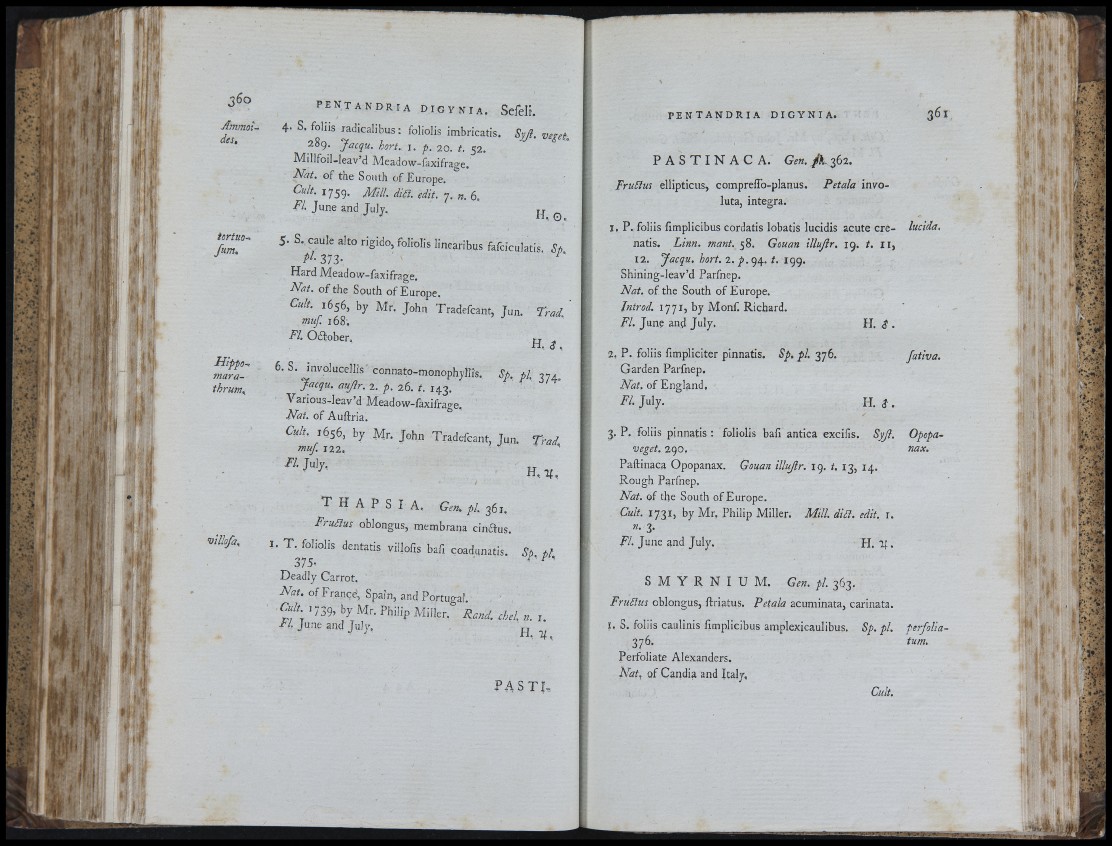 360
PENTANDRIA DIGYNIA. Seſeli.
Ammoi-
des.
4. S. foliis radicalibus: foliolis imbricatis. Syſt. veget.
289. Jacqu. hort. 1. p. 20. t. 52.
Millfoil-leav'd Meadow-ſaxifrage.
Nat. of the South of Europe.
Cult. 1759. Mill. dict. edit. 7. n. 6.
Fl. June and July. H. ☉.
tortuo-
ſum.
5. S. caule alto rigido, foliolis linearibus faſciculatis. Sp.
pl. 373.
Hard Meadow-ſaxifrage.
Nat. of the South of Europe.
Cult. 1656, by Mr. John Tradeſcant, Jun. Trad.
muſ. 168.
Fl. October. H. ♂.
Hippo-
mara-
thrum.
6. S. involucellis connato-monophyllis. Sp. pl. 374.
Jacqu. auſtr. 2. p. 26. t. 143.
Various-leav'd Meadow-ſaxifrage.
Nat. of Auſtria.
Cult. 1656, by Mr. John Tradeſcant, Jun. Trad.
muſ. 122.
Fl. July. H. ♃.
THAPSIA. Gen. pl. 361.
Fructus oblongus, membrana cinctus.
villoſa.
1. T. foliolis dentatis villoſis baſi coadunatis. Sp. pl.
375.
Deadly Carrot.
Nat. of France, Spain, and Portugal.
Cult. 1739, by Mr. Philip Miller. Rand. chel. n. 1.
Fl. June and July. H. ♃.
PASTI-
PENTANDRIA DIGYNIA. 361
PASTINACA. Gen. pl. 362.
Fructus ellipticus, compreſſo-planus. Petala invo-
luta, integra.
1. P. foliis ſimplicibus cordatis lobatis lucidis acute cre- lucida.
natis. Linn. mant. 58. Gouan illuſtr. 19. t. 11,
12. Jacqu. hort. 2. p. 94. t. 199.
Shining-leav'd Parſnep.
Nat. of the South of Europe.
Introd. 1771, by Monſ. Richard.
Fl. June and July. H. ♂.
2. P. foliis ſimpliciter pinnatis. Sp. pl. 376. ſativa.
Garden Parſnep.
Nat. of England.
Fl. July. H. ♂.
3. P. foliis pinnatis: foliolis baſi antica exciſis. Syſt. Opopa-
veget. 290. nax.
Paſtinaca Opopanax. Gouan illuſtr. 19. t. 13, 14.
Rough Parſnep.
Nat. of the South of Europe.
Cult. 1731, by Mr. Philip Miller. Mill. dict. edit. 1.
n. 3.
Fl. June and July. H. ♃.
SMYRNIUM. Gen. pl. 363.
Fructus oblongus, ſtriatus. Petala acuminata, carinata.
1. S. foliis caulinis ſimplicibus amplexicaulibus. Sp. pl. perfolia-
376. tum.
Perfoliate Alexanders.
Nat. of Candia and Italy.
Cult.